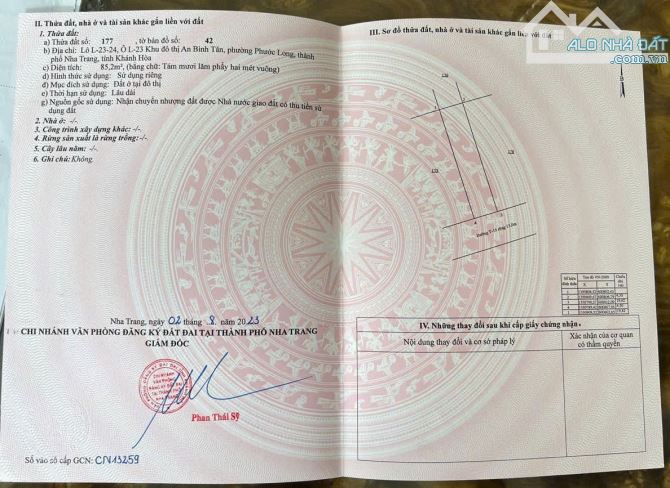 II. Thửa đất, nhà ở và tài sản khác gắn liền với đất
1. Thửa đất:
a) Thửa đất số: 177 , tờ bản đồ số: 42
b) Địa chỉ: Lô L-23-24, Ô L-23 Khu đô thị An Bình Tân, phường Phước Long, thành
phố Nha Trang, tỉnh Khánh Hòa
c) Diện tích: 85,2m², (bằng chữ: Tám mươi lăm phẩy hai mét vuông)
d) Hình thức sử dụng: Sử dụng riêng
đ) Mục đích sử dụng: Đất ở tại đô thị
e) Thời hạn sử dụng: Lâu dài
g) Nguồn gốc sử dụng: Nhận chuyển nhượng đất được Nhà nước giao đất có thu tiền sử
dụng đất
2. Nhà ở: -/-
3. Công trình xây dựng khác: -/-
4. Rừng sản xuất là rừng trồng: -/-
5. Cây lâu năm: -/-
6. Ghi chú: Không.
Nha Trang, ngày 02 tháng 8 năm 2023
CHI NHÁNH VĂN PHÒNG ĐĂNG KÝ ĐẤT ĐAI TẠI THÀNH PHỐ NHA TRANG
GIÁM ĐỐC
Phan Thái Sỹ
Số vào sổ cấp GCN: CN13259
III. Sơ đồ thửa đất, nhà ở và tài sản khác gắn liền với đất
ALO NHÀ ĐẤT
IV. Những thay đổi sau khi cấp giấy chứng nhận
Nội dung thay đổi và cơ sở pháp lý
Xác nhận của cơ quan
có thẩm quyền